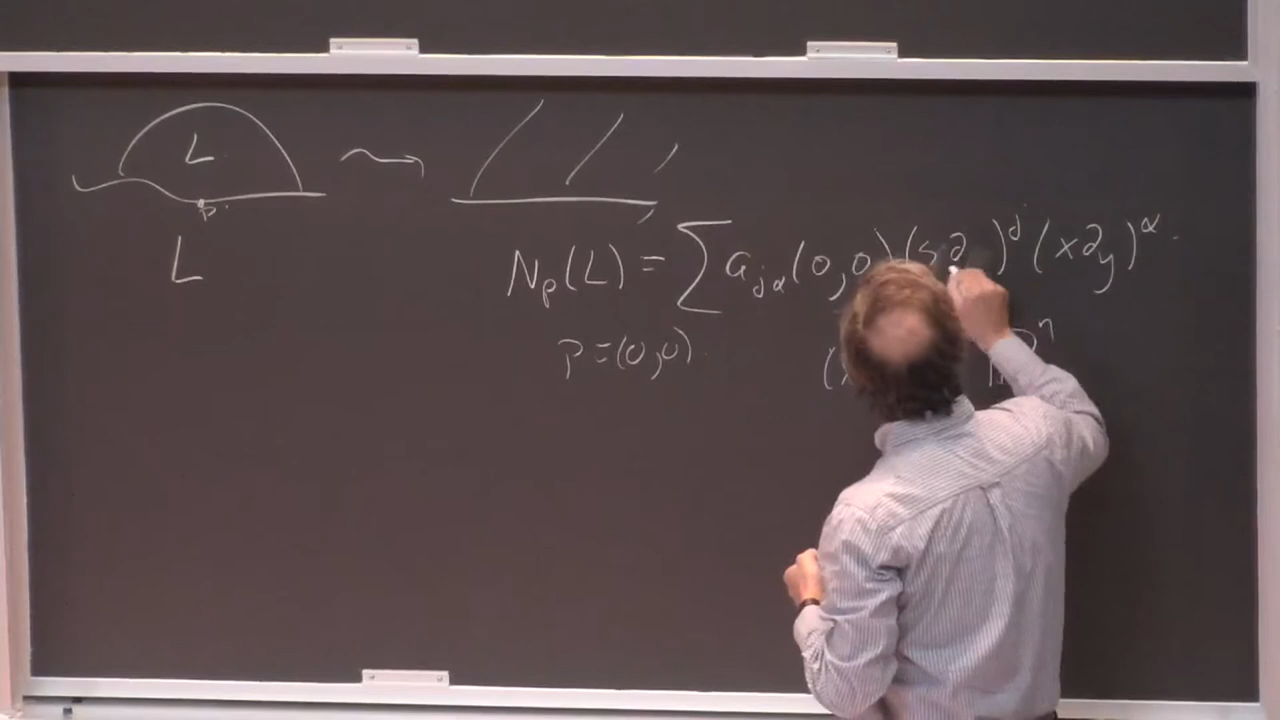 L
p.
L
N_p(L) = ∑ a_{jα}(0,0)(s∂ )^j (x∂_y)^α.
P=(0,0).
( ℝ^n